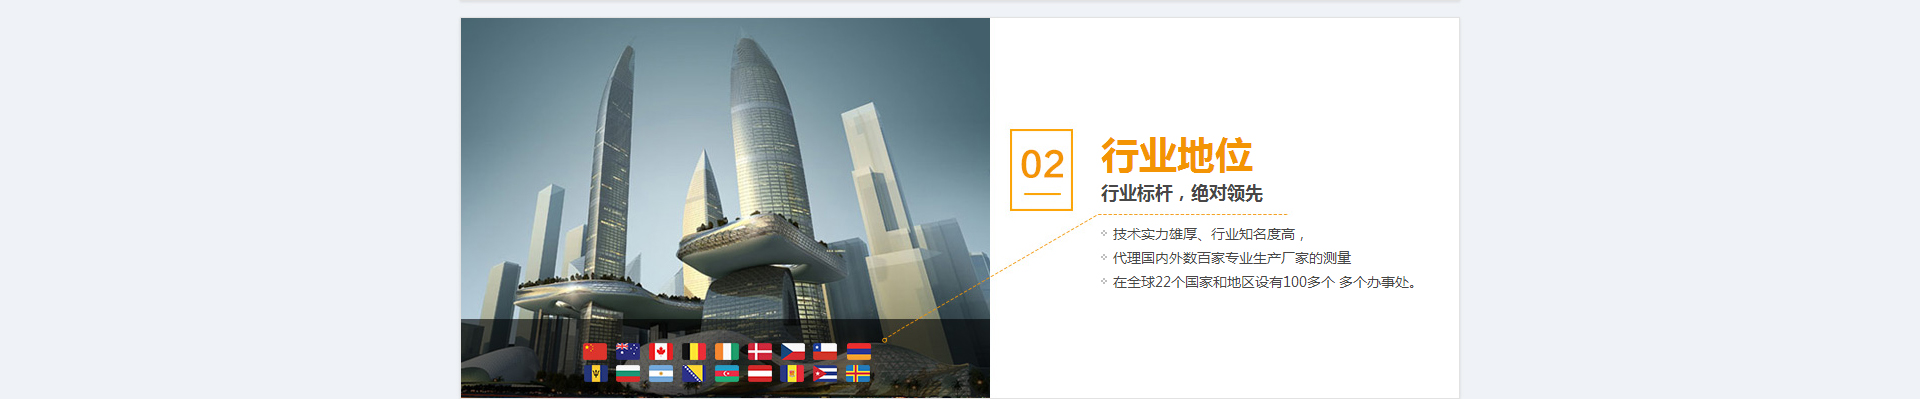 02
行业地位
行业标杆，绝对领先
技术实力雄厚、行业知名度高，
代理国内外数百家专业生产厂家的测量
在全球22个国家和地区设有100多个 多个办事处。